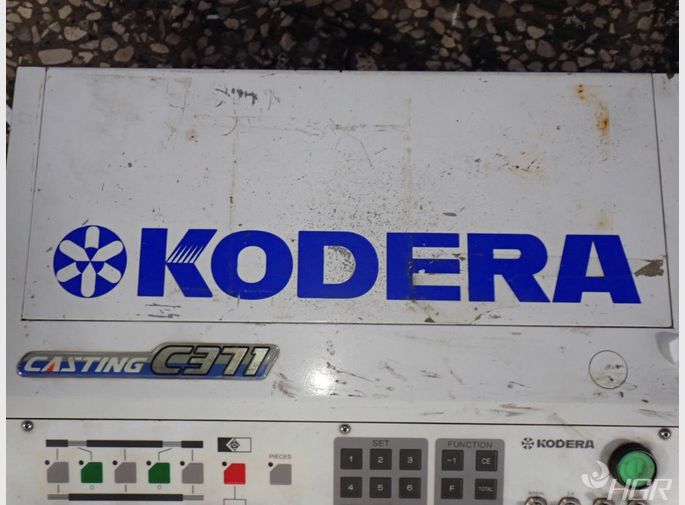 KODERA
CASTING C371
PIECES
SET
FUNCTION
KODERA
1 2 3 -1 CE
4 5 6 F TOTAL
HGR